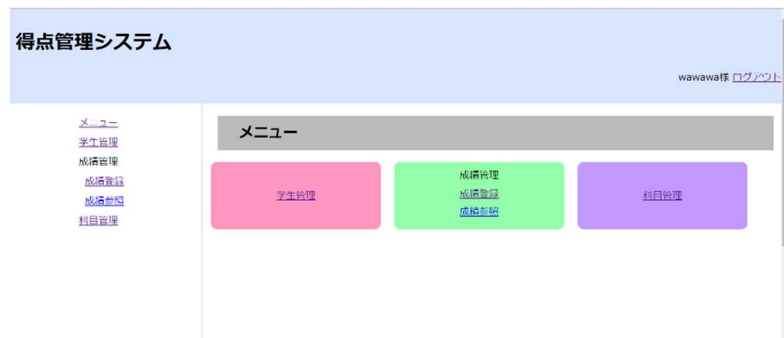 得点管理システム
wawawa様 ログアウト
メニュー
学生管理
成績管理
成績登録
成績参照
科目管理
メニュー
学生管理
成績管理
成績登録
成績参照
科目管理